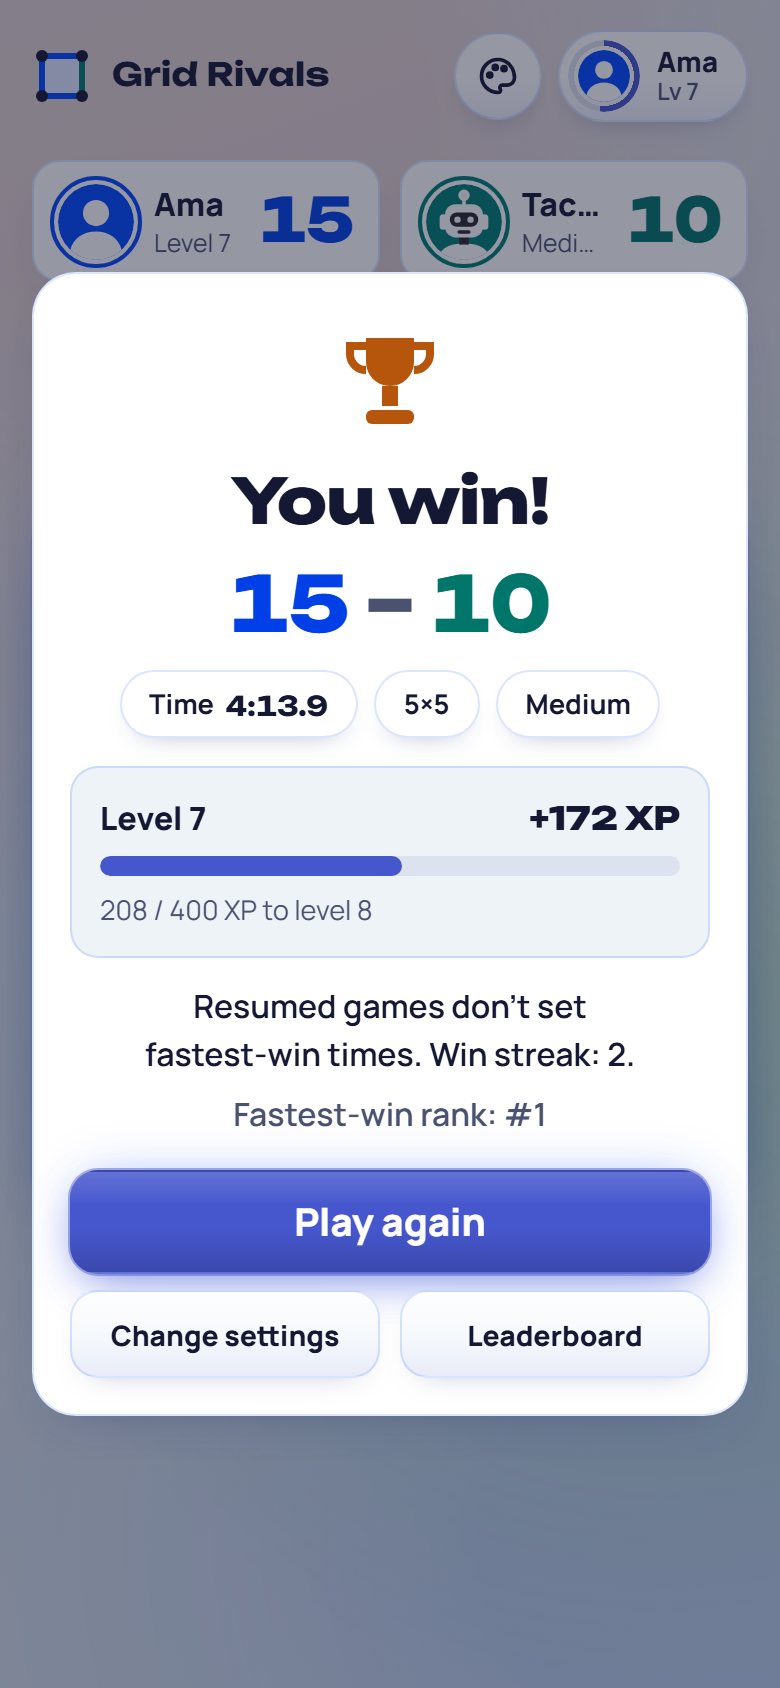 Grid Rivals
Ama
Lv 7
Ama
Level 7
15
Tac...
Medi...
10
You win!
15 – 10
Time 4:13.9
5×5
Medium
Level 7
+172 XP
208 / 400 XP to level 8
Resumed games don’t set
fastest-win times. Win streak: 2.
Fastest-win rank: #1
Play again
Change settings
Leaderboard